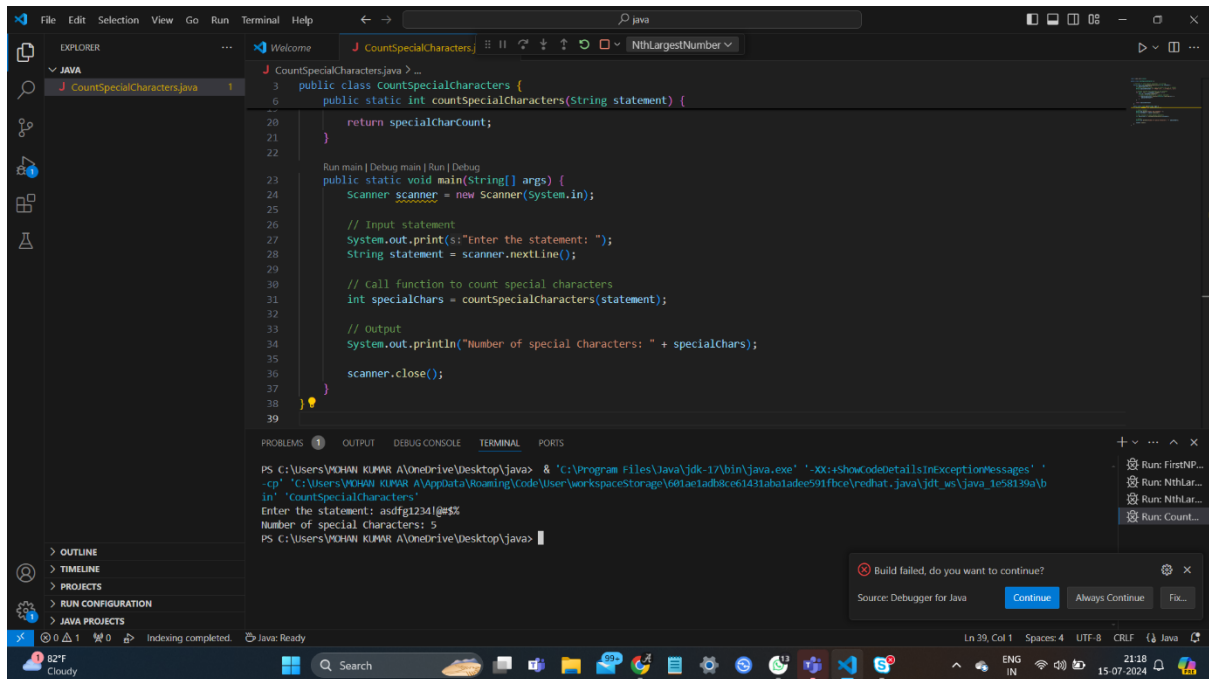 File Edit Selection View Go Run Terminal Help
java
EXPLORER
JAVA
CountSpecialCharacters.java 1
OUTLINE
TIMELINE
PROJECTS
RUN CONFIGURATION
JAVA PROJECTS
Welcome
CountSpecialCharacters.j
NthLargestNumber
CountSpecialCharacters.java > ...
3 public class CountSpecialCharacters {
6 public static int countSpecialCharacters(String statement) {
20 return specialCharCount;
21 }
22
Run main | Debug main | Run | Debug
23 public static void main(String[] args) {
24 Scanner scanner = new Scanner(System.in);
25
26 // Input statement
27 System.out.print(s:"Enter the statement: ");
28 String statement = scanner.nextLine();
29
30 // Call function to count special characters
31 int specialChars = countSpecialCharacters(statement);
32
33 // Output
34 System.out.println("Number of special Characters: " + specialChars);
35
36 scanner.close();
37 }
38 }
39
PROBLEMS 1 OUTPUT DEBUG CONSOLE TERMINAL PORTS
PS C:\Users\MOHAN KUMAR A\OneDrive\Desktop\java> & 'C:\Program Files\Java\jdk-17\bin\java.exe' '-XX:+ShowCodeDetailsInExceptionMessages' '
-cp' 'C:\Users\MOHAN KUMAR A\AppData\Roaming\Code\User\workspaceStorage\601ae1adb8ce61431aba1adee591fbce\redhat.java\jdt_ws\java_1e58139a\b
in' 'CountSpecialCharacters'
Enter the statement: asdfg1234!@#$%
Number of special Characters: 5
PS C:\Users\MOHAN KUMAR A\OneDrive\Desktop\java>
Run: FirstNP...
Run: NthLar...
Run: NthLar...
Run: Count...
Build failed, do you want to continue?
Source: Debugger for Java
Continue Always Continue Fix...
0 1 0 Indexing completed. Java: Ready
Ln 39, Col 1 Spaces: 4 UTF-8 CRLF {} Java
82°F
Cloudy
Search
99+
ENG
IN
21:18
15-07-2024